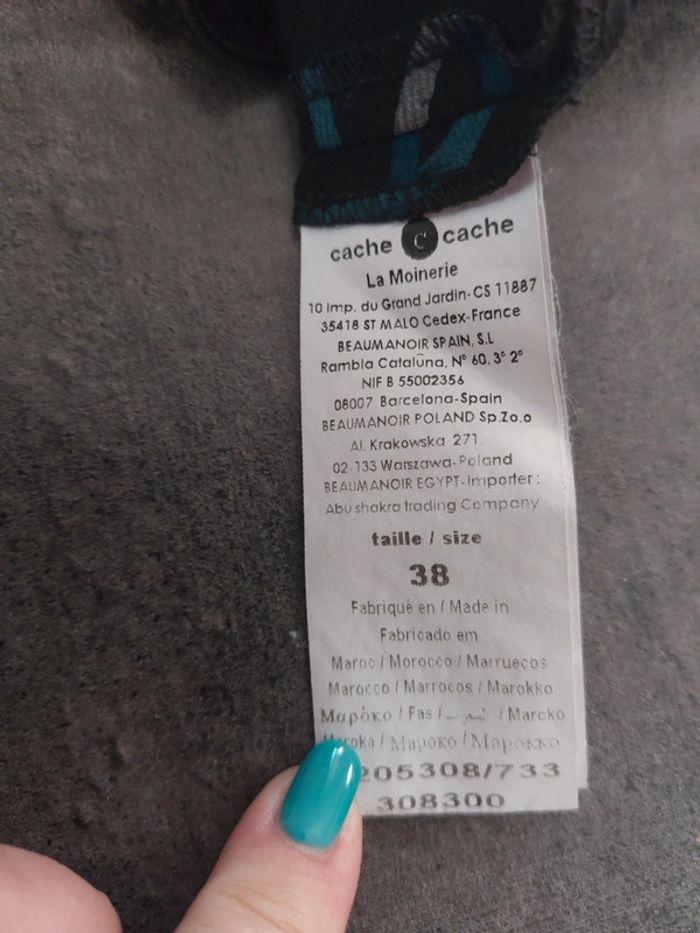 cache C cache
La Moinerie
10 imp. du Grand Jardin-CS 11887
35418 ST MALO Cedex-France
BEAUMANOIR SPAIN, S.L
Rambla Cataluna, N° 60. 3° 2°
NIF B 55002356
08007 Barcelona-Spain
BEAUMANOIR POLAND Sp.Zo.o
Al. Krakowska 271
02-133 Warszawa-Poland
BEAUMANOIR EGYPT-Importer:
Abu shakra trading Company
taille / size
38
Fabriqué en / Made in
Fabricado em
Maroc / Morocco / Marruecos
Marocco / Marrocos / Marokko
Μαρόκο / Fas / / Maroko
/ Мароко / Марокко
205308/733
308300